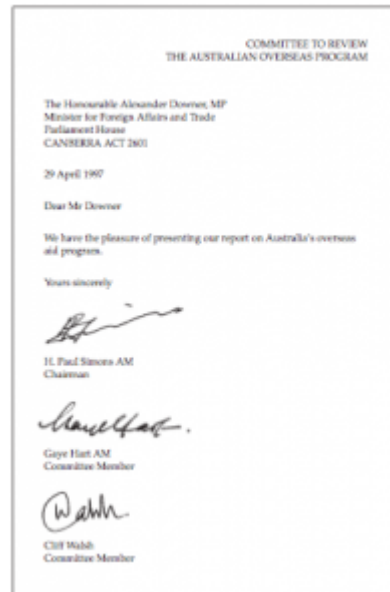 COMMITTEE TO REVIEW
THE AUSTRALIAN OVERSEAS PROGRAM
The Honourable Alexander Downer, MP
Minister for Foreign Affairs and Trade
Parliament House
CANBERRA ACT 2601
29 April 1997
Dear Mr Downer
We have the pleasure of presenting our report on Australia's overseas
aid program.
Yours sincerely
H. Paul Simons AM
Chairman
Gaye Hart AM
Committee Member
Walsh
Cliff Walsh
Committee Member